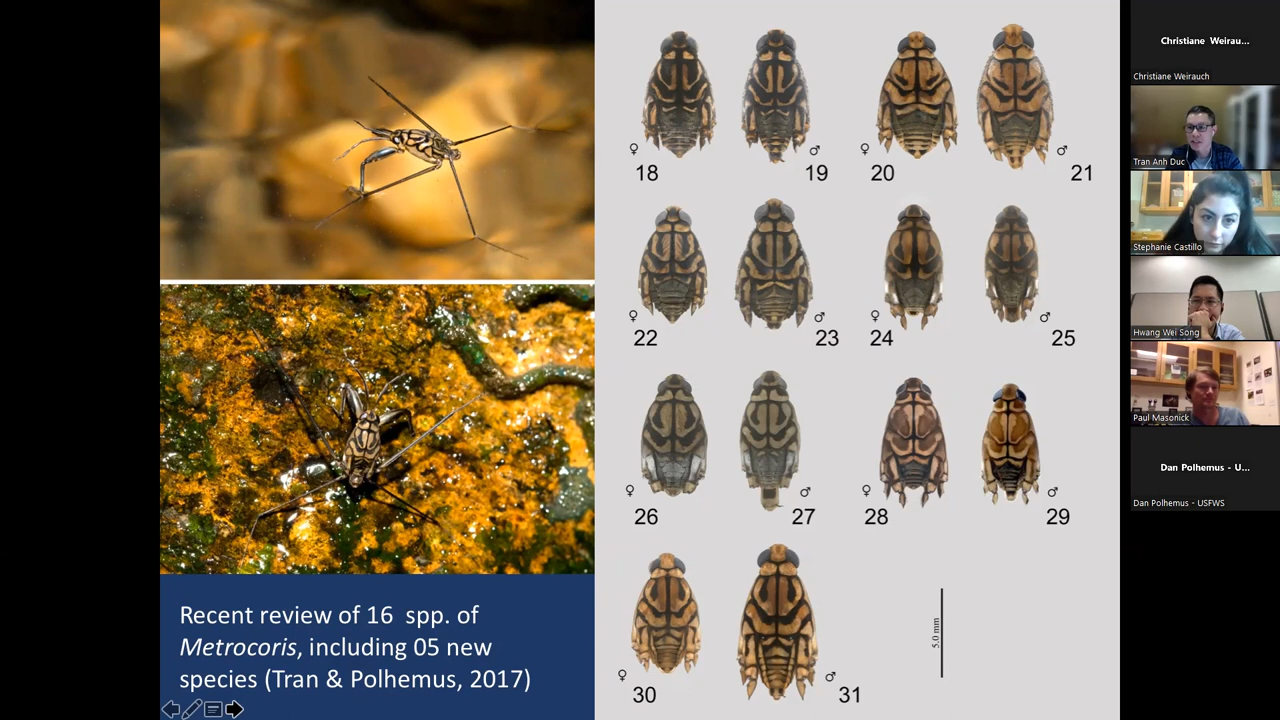 Recent review of 16 spp. of
Metrocoris, including 05 new
species (Tran & Polhemus, 2017)
♀ 18
♂ 19
♀ 20
♂ 21
♀ 22
♂ 23
♀ 24
♂ 25
♀ 26
♂ 27
♀ 28
♂ 29
♀ 30
♂ 31
5.0 mm
Christiane Weirau...
Christiane Weirauch
Tran Anh Duc
Stephanie Castillo
Hwang Wei Song
Paul Masonick
Dan Polhemus - U...
Dan Polhemus - USFWS